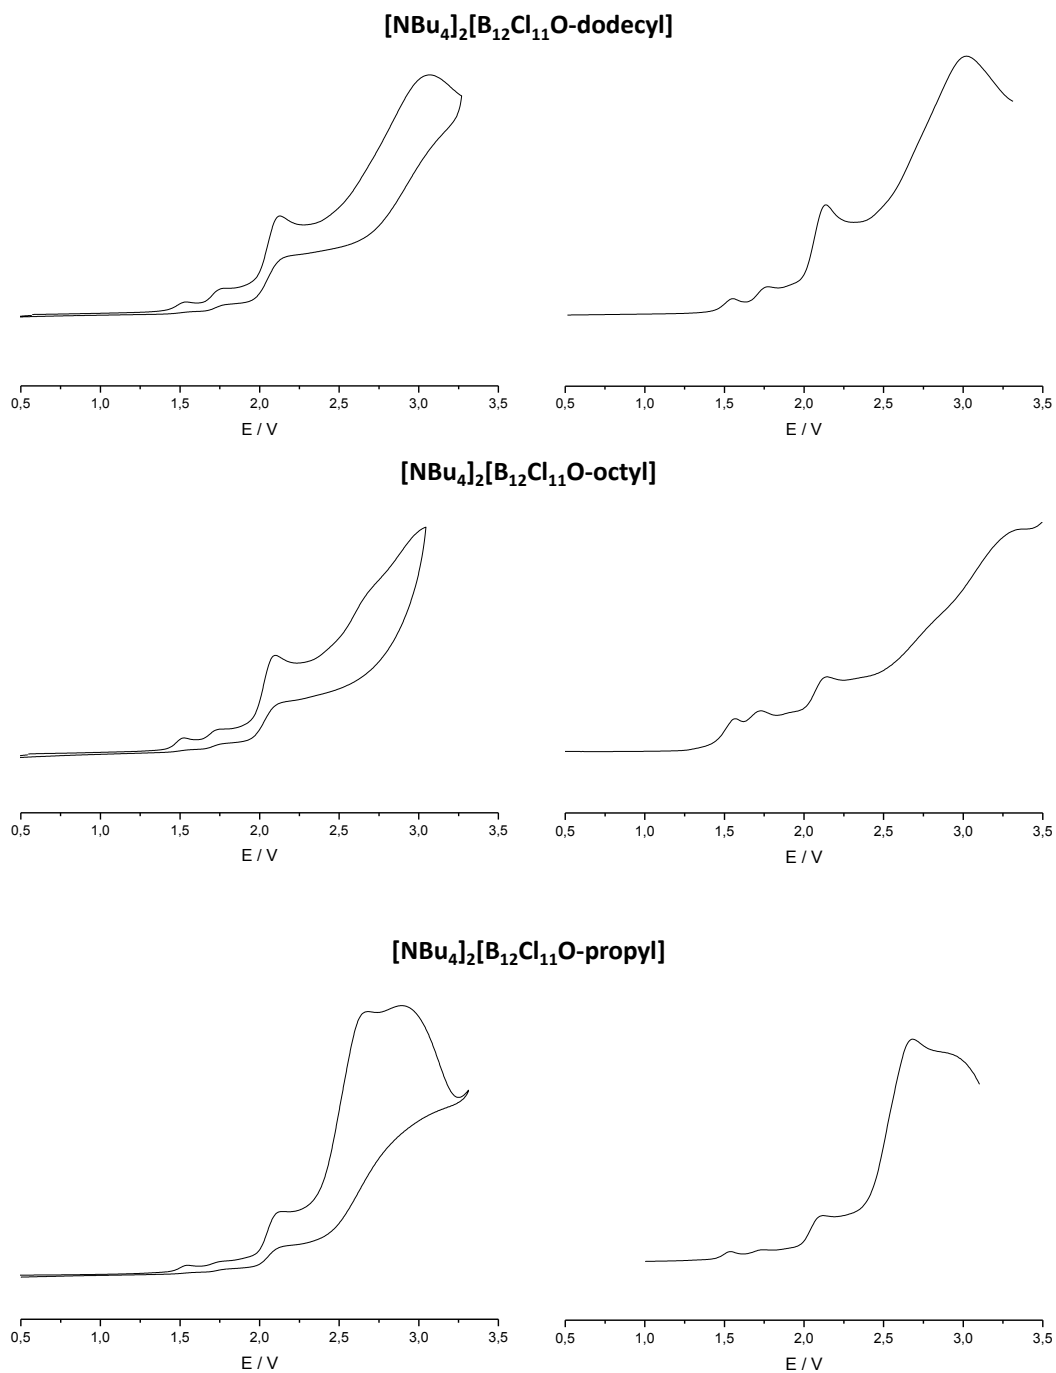 [NBu4]2[B12Cl11O-dodecyl]
0,5 1,0 1,5 2,0 2,5 3,0 3,5
E / V
0,5 1,0 1,5 2,0 2,5 3,0 3,5
E / V
[NBu4]2[B12Cl11O-octyl]
0,5 1,0 1,5 2,0 2,5 3,0 3,5
E / V
0,5 1,0 1,5 2,0 2,5 3,0 3,5
E / V
[NBu4]2[B12Cl11O-propyl]
0,5 1,0 1,5 2,0 2,5 3,0 3,5
E / V
0,5 1,0 1,5 2,0 2,5 3,0 3,5
E / V